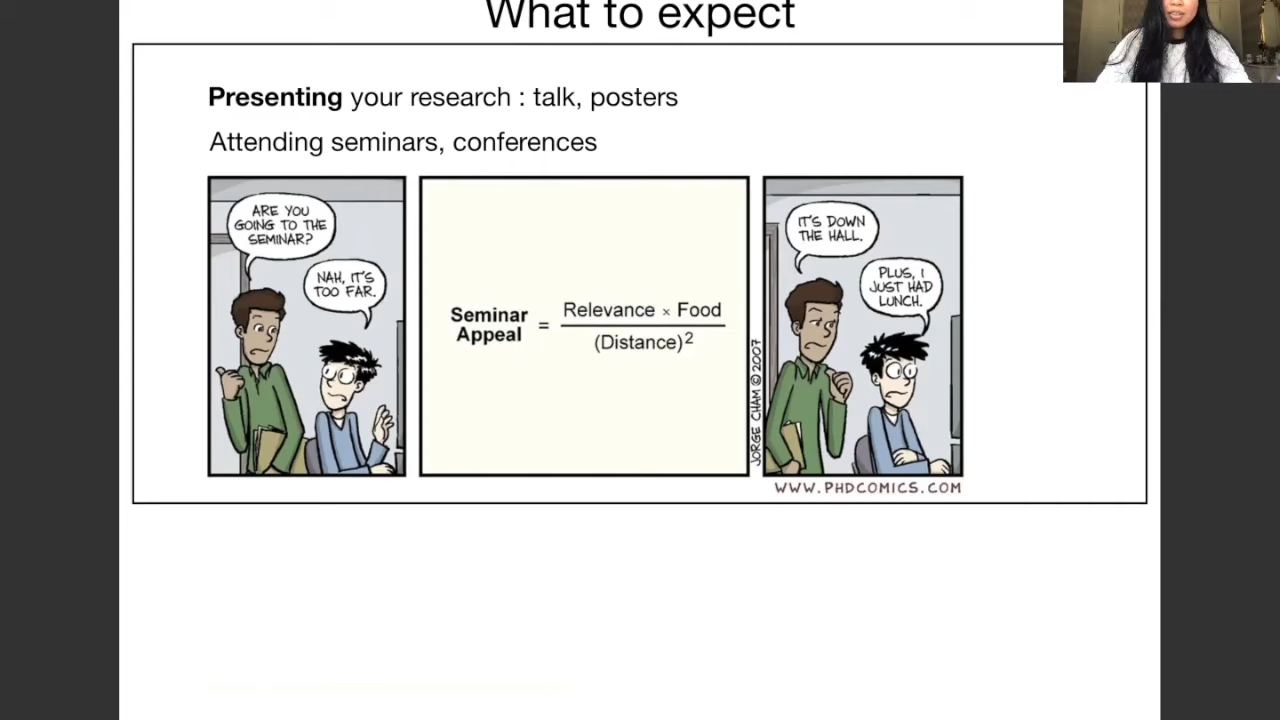 What to expect
Presenting your research : talk, posters
Attending seminars, conferences
ARE YOU
GOING TO THE
SEMINAR?
NAH, IT'S
TOO FAR.
Seminar
Appeal
=
Relevance × Food
(Distance)²
JORGE CHAM © 2007
IT'S DOWN
THE HALL.
PLUS, I
JUST HAD
LUNCH.
WWW.PHDCOMICS.COM